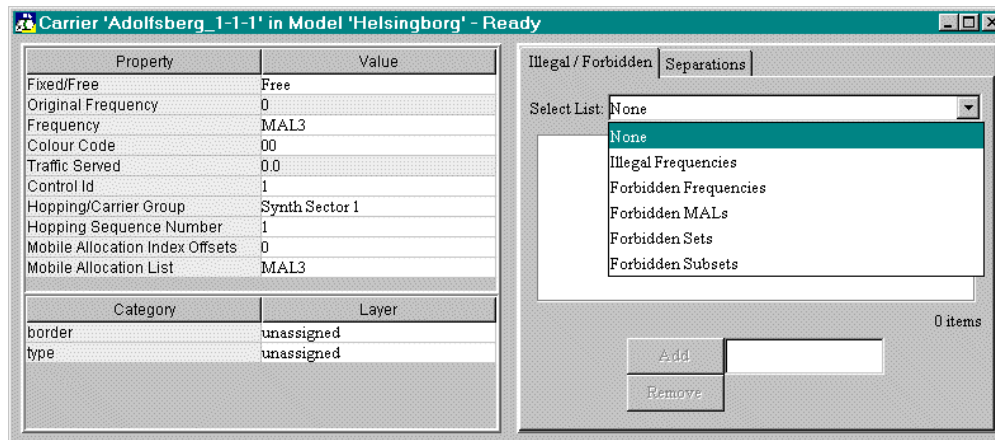 Carrier 'Adolfsberg_1-1-1' in Model 'Helsingborg' - Ready
Property Value
Fixed/Free Free
Original Frequency 0
Frequency MAL3
Colour Code 00
Traffic Served 0.0
Control Id 1
Hopping/Carrier Group Synth Sector 1
Hopping Sequence Number 1
Mobile Allocation Index Offsets 0
Mobile Allocation List MAL3
Category Layer
border unassigned
type unassigned
Illegal / Forbidden Separations
Select List: None
None
Illegal Frequencies
Forbidden Frequencies
Forbidden MALs
Forbidden Sets
Forbidden Subsets
0 items
Add
Remove